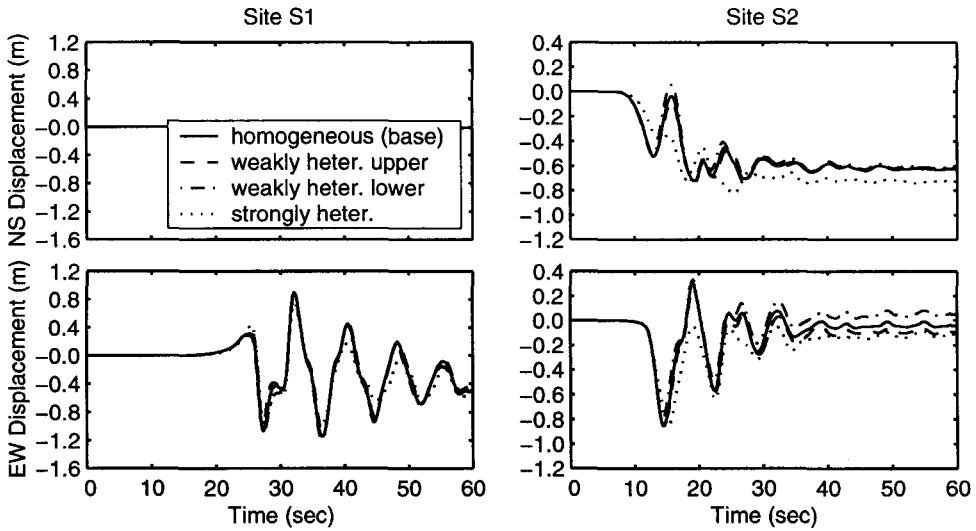 Site S1
Site S2
NS Displacement (m)
1.2
0.8
0.4
−0.0
−0.4
−0.8
−1.2
−1.6
homogeneous (base)
weakly heter. upper
weakly heter. lower
strongly heter.
0.4
0.2
0.0
−0.2
−0.4
−0.6
−0.8
−1.0
−1.2
EW Displacement (m)
1.2
0.8
0.4
−0.0
−0.4
−0.8
−1.2
−1.6
0 10 20 30 40 50 60
Time (sec)
0.4
0.2
0.0
−0.2
−0.4
−0.6
−0.8
−1.0
−1.2
0 10 20 30 40 50 60
Time (sec)